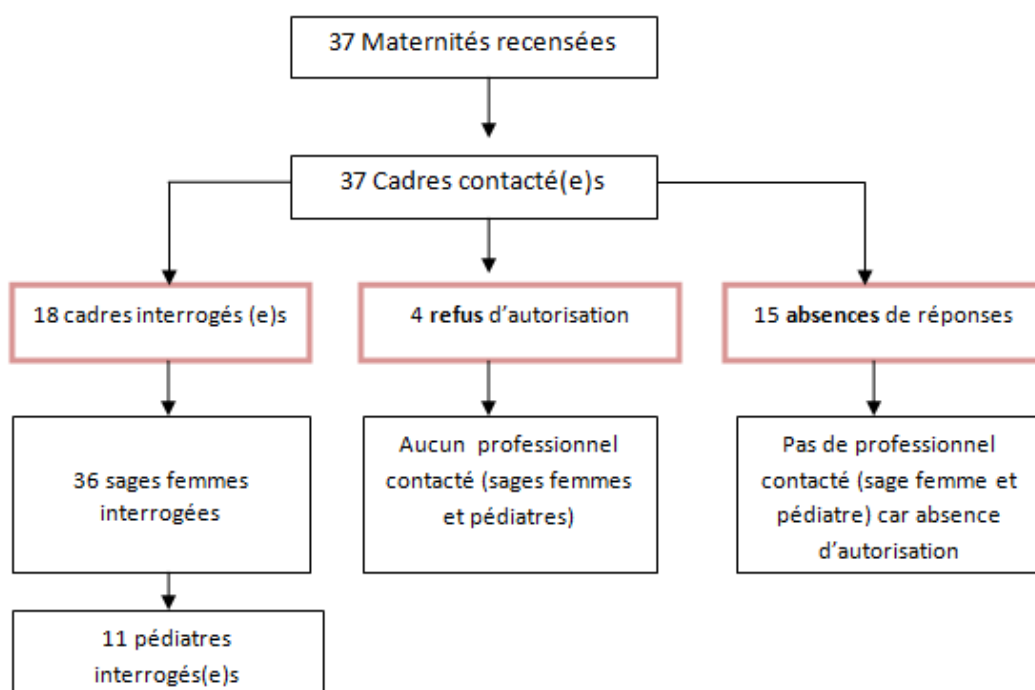 37 Maternités recensées
37 Cadres contacté(e)s
18 cadres interrogés (e)s
4 refus d'autorisation
15 absences de réponses
36 sages femmes
interrogées
Aucun professionnel
contacté (sages femmes
et pédiatres)
Pas de professionnel
contacté (sage femme et
pédiatre) car absence
d'autorisation
11 pédiatres
interrogés(e)s